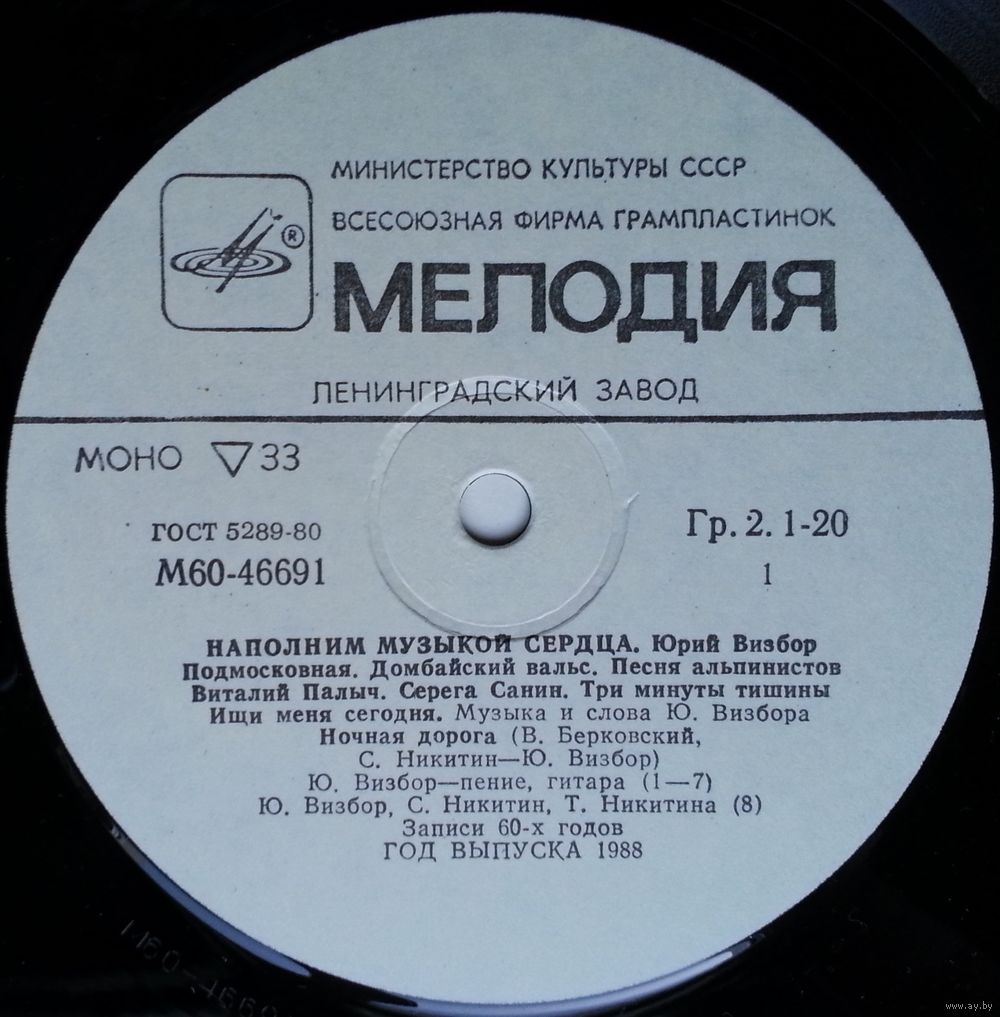 МИНИСТЕРСТВО КУЛЬТУРЫ СССР
ВСЕСОЮЗНАЯ ФИРМА ГРАМПЛАСТИНОК
®
МЕЛОДИЯ
ЛЕНИНГРАДСКИЙ ЗАВОД
МОНО ▽ 33
ГОСТ 5289-80
Гр. 2. 1-20
М60-46691
1
НАПОЛНИМ МУЗЫКОЙ СЕРДЦА. Юрий Визбор
Подмосковная. Домбайский вальс. Песня альпинистов
Виталий Палыч. Серега Санин. Три минуты тишины
Ищи меня сегодня. Музыка и слова Ю. Визбора
Ночная дорога (В. Берковский,
С. Никитин—Ю. Визбор)
Ю. Визбор—пение, гитара (1—7)
Ю. Визбор, С. Никитин, Т. Никитина (8)
Записи 60-х годов
ГОД ВЫПУСКА 1988
www.ay.by